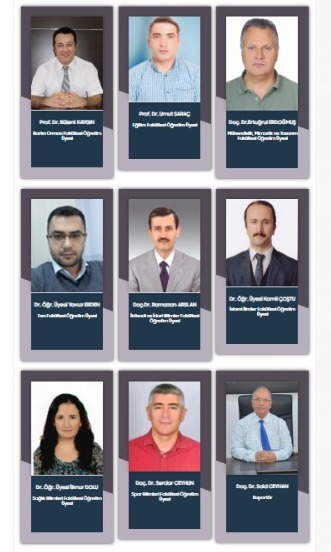 Prof. Dr. Bülent KAYGIN
Bartın Orman Fakültesi Öğretim
Üyesi
Prof. Dr. Umut SARAÇ
Eğitim Fakültesi Öğretim Üyesi
Doç. Dr. Ertuğrul ERDOĞMUŞ
Mühendislik, Mimarlık ve Tasarım
Fakültesi Öğretim Üyesi
Dr. Öğr. Üyesi Yavuz ERDEN
Fen Fakültesi Öğretim Üyesi
Doç.Dr. Ramazan ARSLAN
İktisadi ve İdari Bilimler Fakültesi
Öğretim Üyesi
Dr. Öğr. Üyesi Kamil ÇOŞTU
İslami İlimler Fakültesi Öğretim
Üyesi
Dr. Öğr. Üyesi İlknur DOLU
Sağlık Bilimleri Fakültesi Öğretim
Üyesi
Doç. Dr. Serdar CEYHUN
Spor Bilimleri Fakültesi Öğretim
Üyesi
Doç. Dr. Said CEYHAN
Raportör